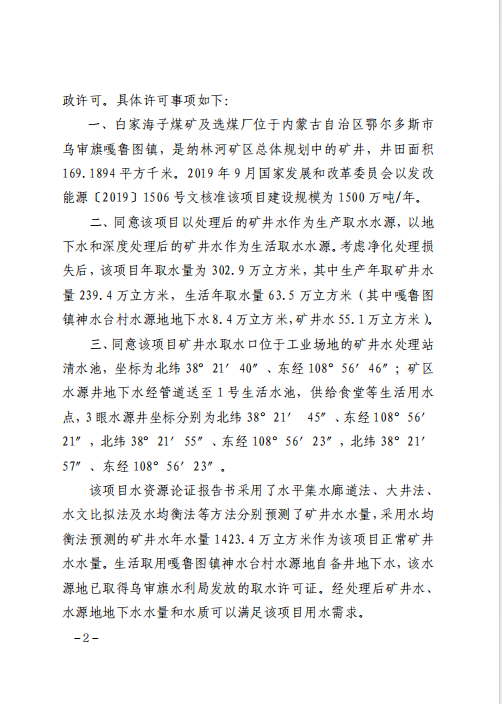 政许可。具体许可事项如下：
一、白家海子煤矿及选煤厂位于内蒙古自治区鄂尔多斯市
乌审旗嘎鲁图镇，是纳林河矿区总体规划中的矿井，井田面积
169.1894平方千米。2019年9月国家发展和改革委员会以发改
能源〔2019〕1506号文核准该项目建设规模为1500万吨/年。
二、同意该项目以处理后的矿井水作为生产取水水源，以地
下水和深度处理后的矿井水作为生活取水水源。考虑净化处理损
失后，该项目年取水量为302.9万立方米，其中生产年取矿井水
量239.4万立方米，生活年取水量63.5万立方米（其中嘎鲁图
镇神水台村水源地地下水8.4万立方米，矿井水55.1万立方米）。
三、同意该项目矿井水取水口位于工业场地的矿井水处理站
清水池，坐标为北纬38°21′40″、东经108°56′46″；矿区
水源井地下水经管道送至1号生活水池，供给食堂等生活用水
点，3眼水源井坐标分别为北纬38°21′ 45″、东经108°56′
21″，北纬38°21′55″、东经108°56′23″，北纬38°21′
57″、东经108°56′23″。
该项目水资源论证报告书采用了水平集水廊道法、大井法、
水文比拟法及水均衡法等方法分别预测了矿井水水量，采用水均
衡法预测的矿井水年水量1423.4万立方米作为该项目正常矿井
水水量。生活取用嘎鲁图镇神水台村水源地自备井地下水，该水
源地已取得乌审旗水利局发放的取水许可证。经处理后矿井水、
水源地地下水水量和水质可以满足该项目用水需求。
－2－